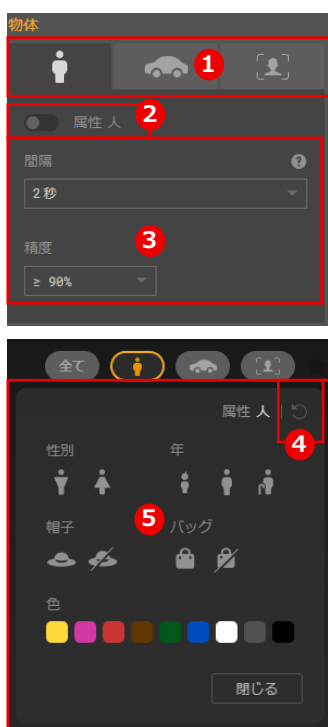 物体
1
属性 人
2
間隔
?
2 秒
3
精度
≥ 90%
全て
属性 人
4
性別
年
帽子
5
バッグ
色
閉じる